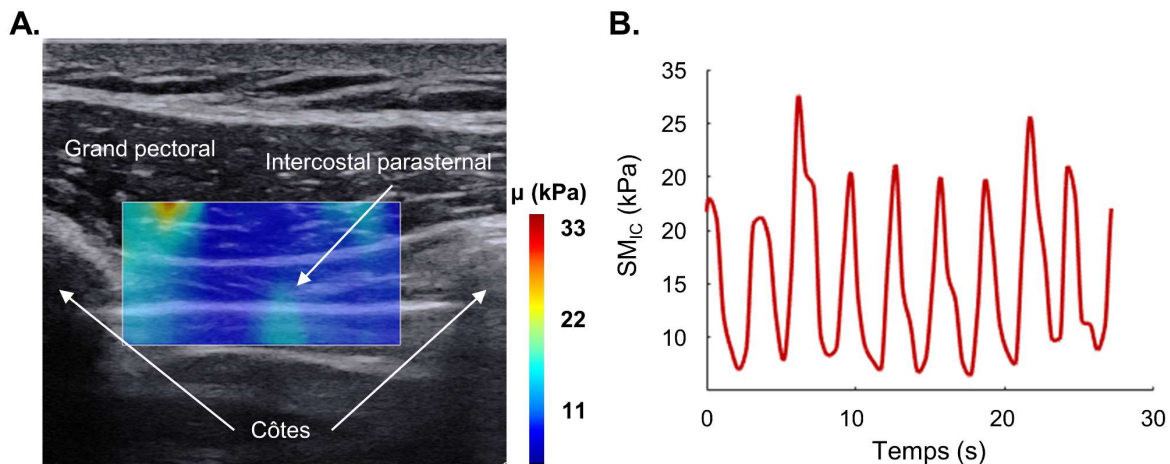 A.
Grand pectoral
Intercostal parasternal
Côtes
µ (kPa)
33
22
11
B.
SM_IC (kPa)
35
25
20
20
15
10
0
10
20
30
Temps (s)